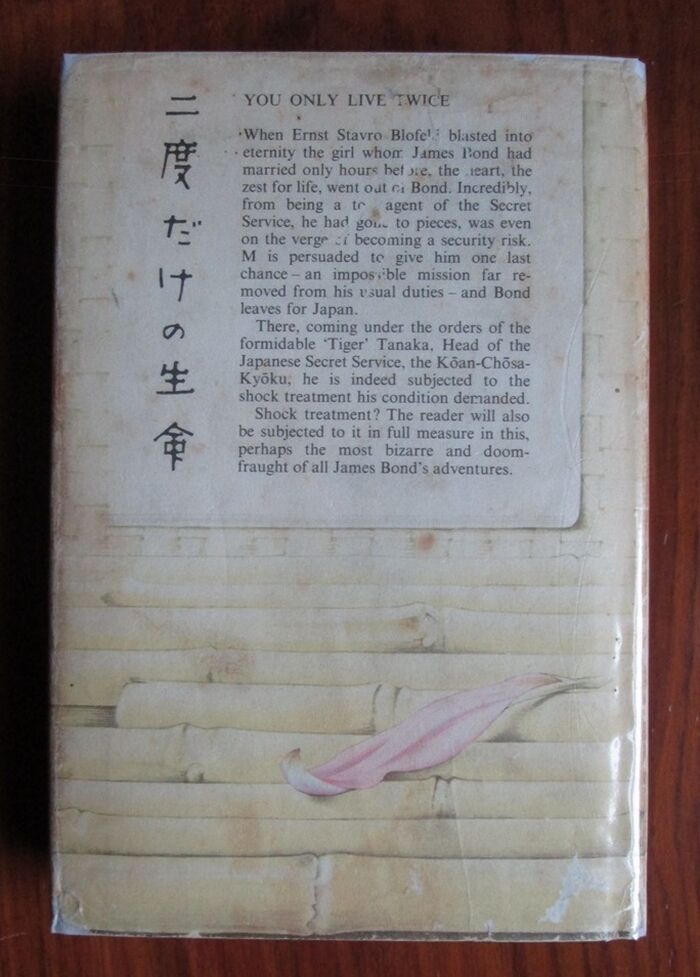 二度だけの生命
YOU ONLY LIVE TWICE
When Ernst Stavro Blofeld blasted into
eternity the girl whom James Bond had
married only hours before, the heart, the
zest for life, went out of Bond. Incredibly,
from being a agent of the Secret
Service, he had gone to pieces, was even
on the verge of becoming a security risk.
M is persuaded to give him one last
chance – an impossible mission far re-
moved from his usual duties – and Bond
leaves for Japan.
There, coming under the orders of the
formidable 'Tiger' Tanaka, Head of the
Japanese Secret Service, the Kōan-Chōsa-
Kyōku, he is indeed subjected to the
shock treatment his condition demanded.
Shock treatment? The reader will also
be subjected to it in full measure in this,
perhaps the most bizarre and doom-
fraught of all James Bond's adventures.